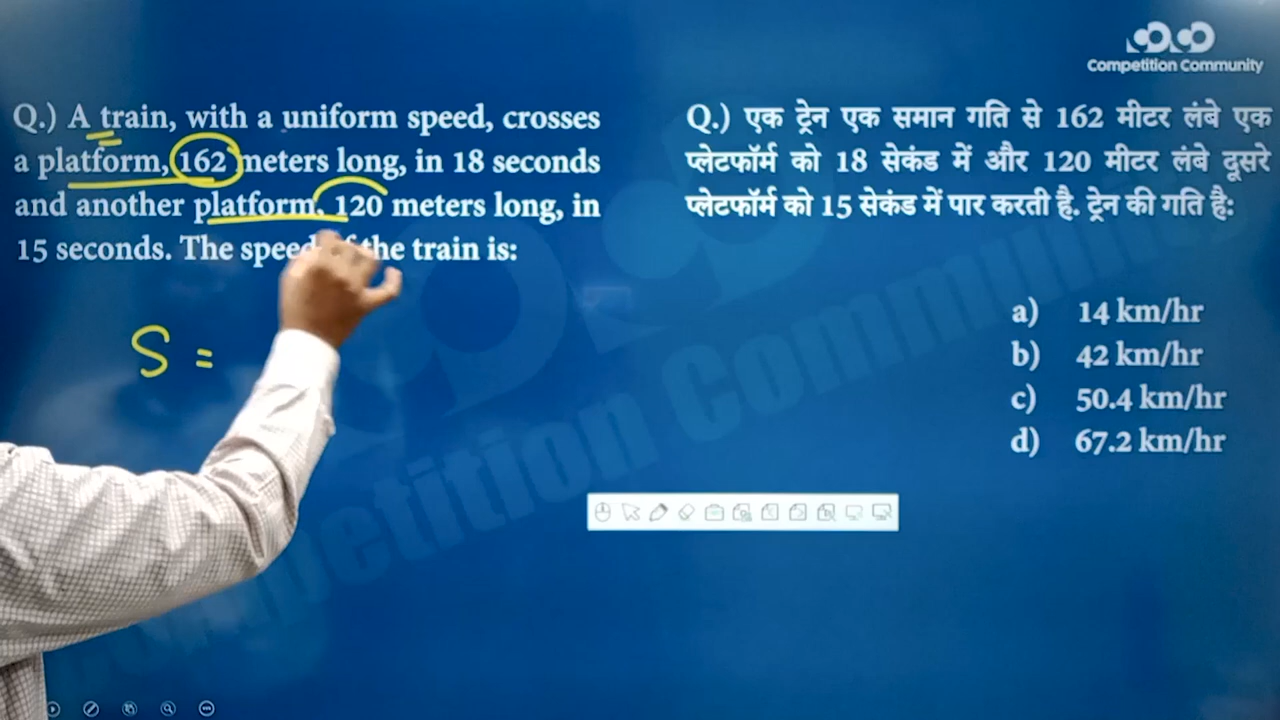 Competition Community
Q.) A train, with a uniform speed, crosses
a platform, 162 meters long, in 18 seconds
and another platform, 120 meters long, in
15 seconds. The speed of the train is:
S =
Q.) एक ट्रेन एक समान गति से 162 मीटर लंबे एक
प्लेटफॉर्म को 18 सेकंड में और 120 मीटर लंबे दूसरे
प्लेटफॉर्म को 15 सेकंड में पार करती है. ट्रेन की गति है:
a) 14 km/hr
b) 42 km/hr
c) 50.4 km/hr
d) 67.2 km/hr
Competition Community